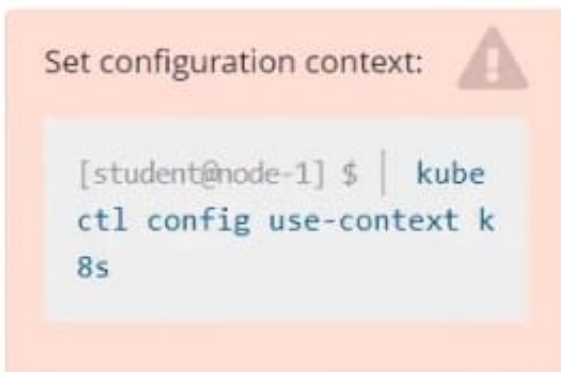 Set configuration context:
[student@node-1] $ | kube
ctl config use-context k
8s